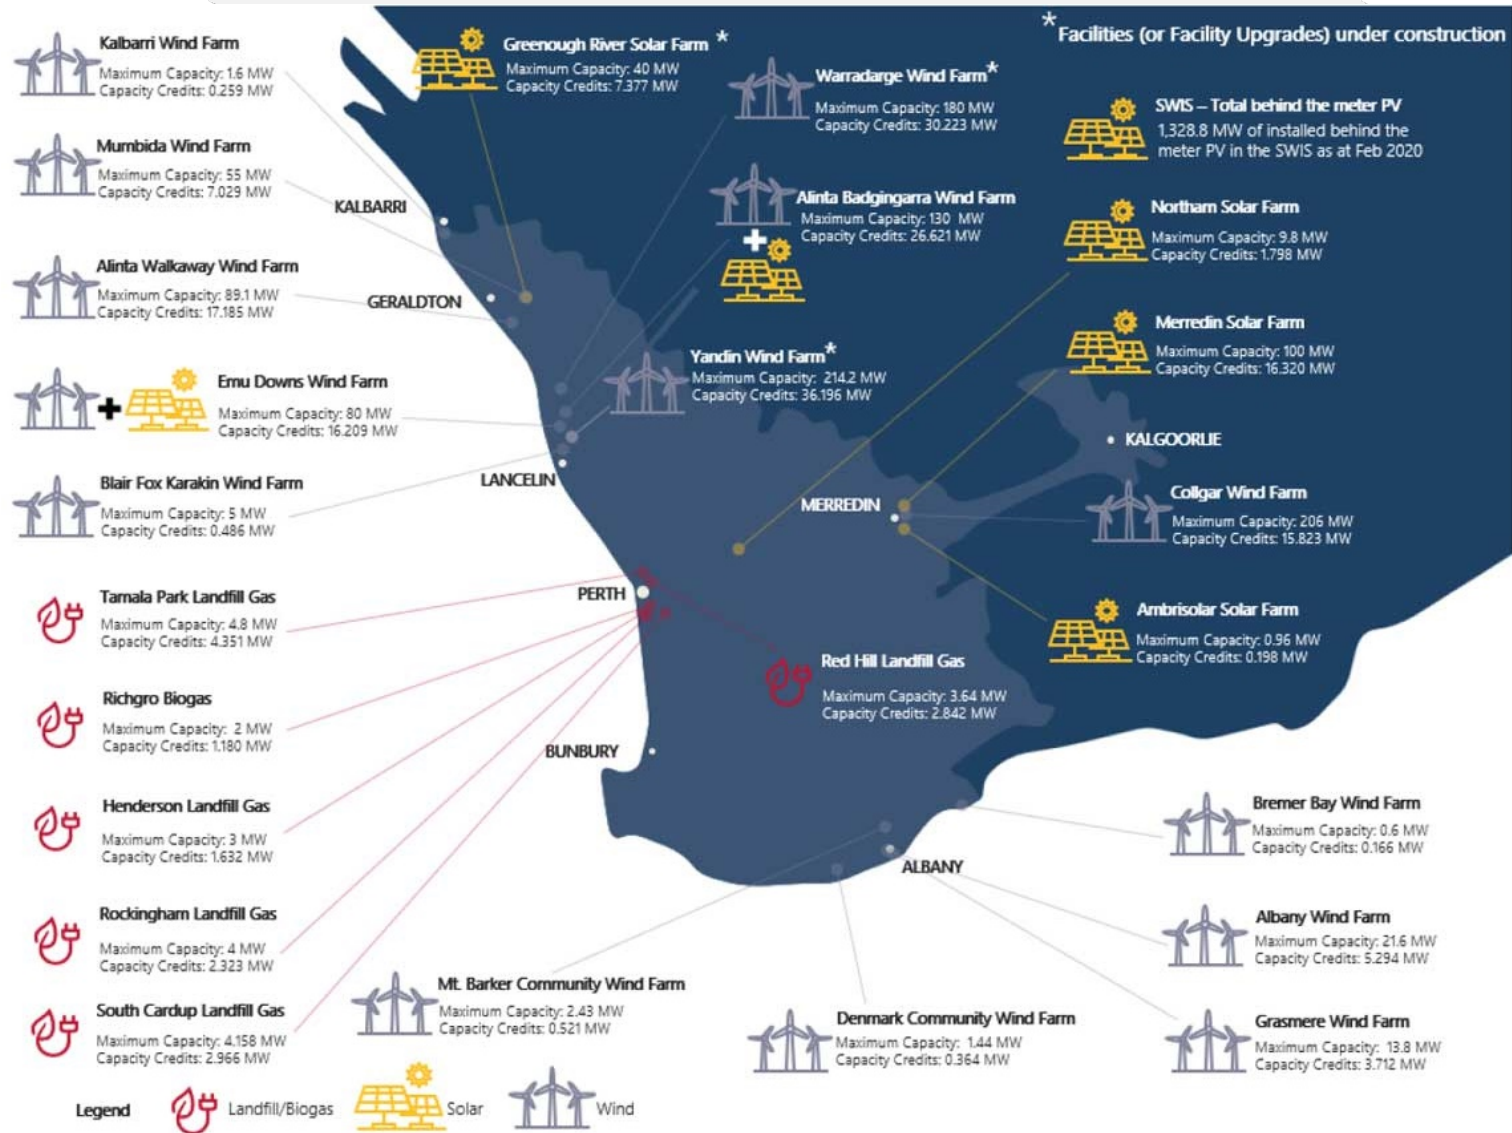 *Facilities (or Facility Upgrades) under construction
Kalbarri Wind Farm
Maximum Capacity: 1.6 MW
Capacity Credits: 0.259 MW
Greenough River Solar Farm *
Maximum Capacity: 40 MW
Capacity Credits: 7.377 MW
Warradarge Wind Farm*
Maximum Capacity: 180 MW
Capacity Credits: 30.223 MW
SWIS – Total behind the meter PV
1,328.8 MW of installed behind the
meter PV in the SWIS as at Feb 2020
Mumbida Wind Farm
Maximum Capacity: 55 MW
Capacity Credits: 7.029 MW
KALBARRI
Alinta Badgingarra Wind Farm
Maximum Capacity: 130 MW
Capacity Credits: 26.621 MW
Northam Solar Farm
Maximum Capacity: 9.8 MW
Capacity Credits: 1.798 MW
Alinta Walkaway Wind Farm
Maximum Capacity: 89.1 MW
Capacity Credits: 17.185 MW
GERALDTON
Merredin Solar Farm
Maximum Capacity: 100 MW
Capacity Credits: 16.320 MW
Yandin Wind Farm*
Maximum Capacity: 214.2 MW
Capacity Credits: 36.196 MW
Emu Downs Wind Farm
Maximum Capacity: 80 MW
Capacity Credits: 16.209 MW
KALGOORLIE
LANCELIN
Blair Fox Karakin Wind Farm
Maximum Capacity: 5 MW
Capacity Credits: 0.486 MW
MERREDIN
Collgar Wind Farm
Maximum Capacity: 206 MW
Capacity Credits: 15.823 MW
Tamala Park Landfill Gas
Maximum Capacity: 4.8 MW
Capacity Credits: 4.351 MW
PERTH
Ambrisolar Solar Farm
Maximum Capacity: 0.96 MW
Capacity Credits: 0.198 MW
Red Hill Landfill Gas
Maximum Capacity: 3.64 MW
Capacity Credits: 2.842 MW
Richgro Biogas
Maximum Capacity: 2 MW
Capacity Credits: 1.180 MW
BUNBURY
Henderson Landfill Gas
Maximum Capacity: 3 MW
Capacity Credits: 1.632 MW
Bremer Bay Wind Farm
Maximum Capacity: 0.6 MW
Capacity Credits: 0.166 MW
ALBANY
Rockingham Landfill Gas
Maximum Capacity: 4 MW
Capacity Credits: 2.323 MW
Albany Wind Farm
Maximum Capacity: 21.6 MW
Capacity Credits: 5.294 MW
Mt. Barker Community Wind Farm
Maximum Capacity: 2.43 MW
Capacity Credits: 0.521 MW
South Cardup Landfill Gas
Maximum Capacity: 4.158 MW
Capacity Credits: 2.966 MW
Denmark Community Wind Farm
Maximum Capacity: 1.44 MW
Capacity Credits: 0.364 MW
Grasmere Wind Farm
Maximum Capacity: 13.8 MW
Capacity Credits: 3.712 MW
Legend
Landfill/Biogas
Solar
Wind